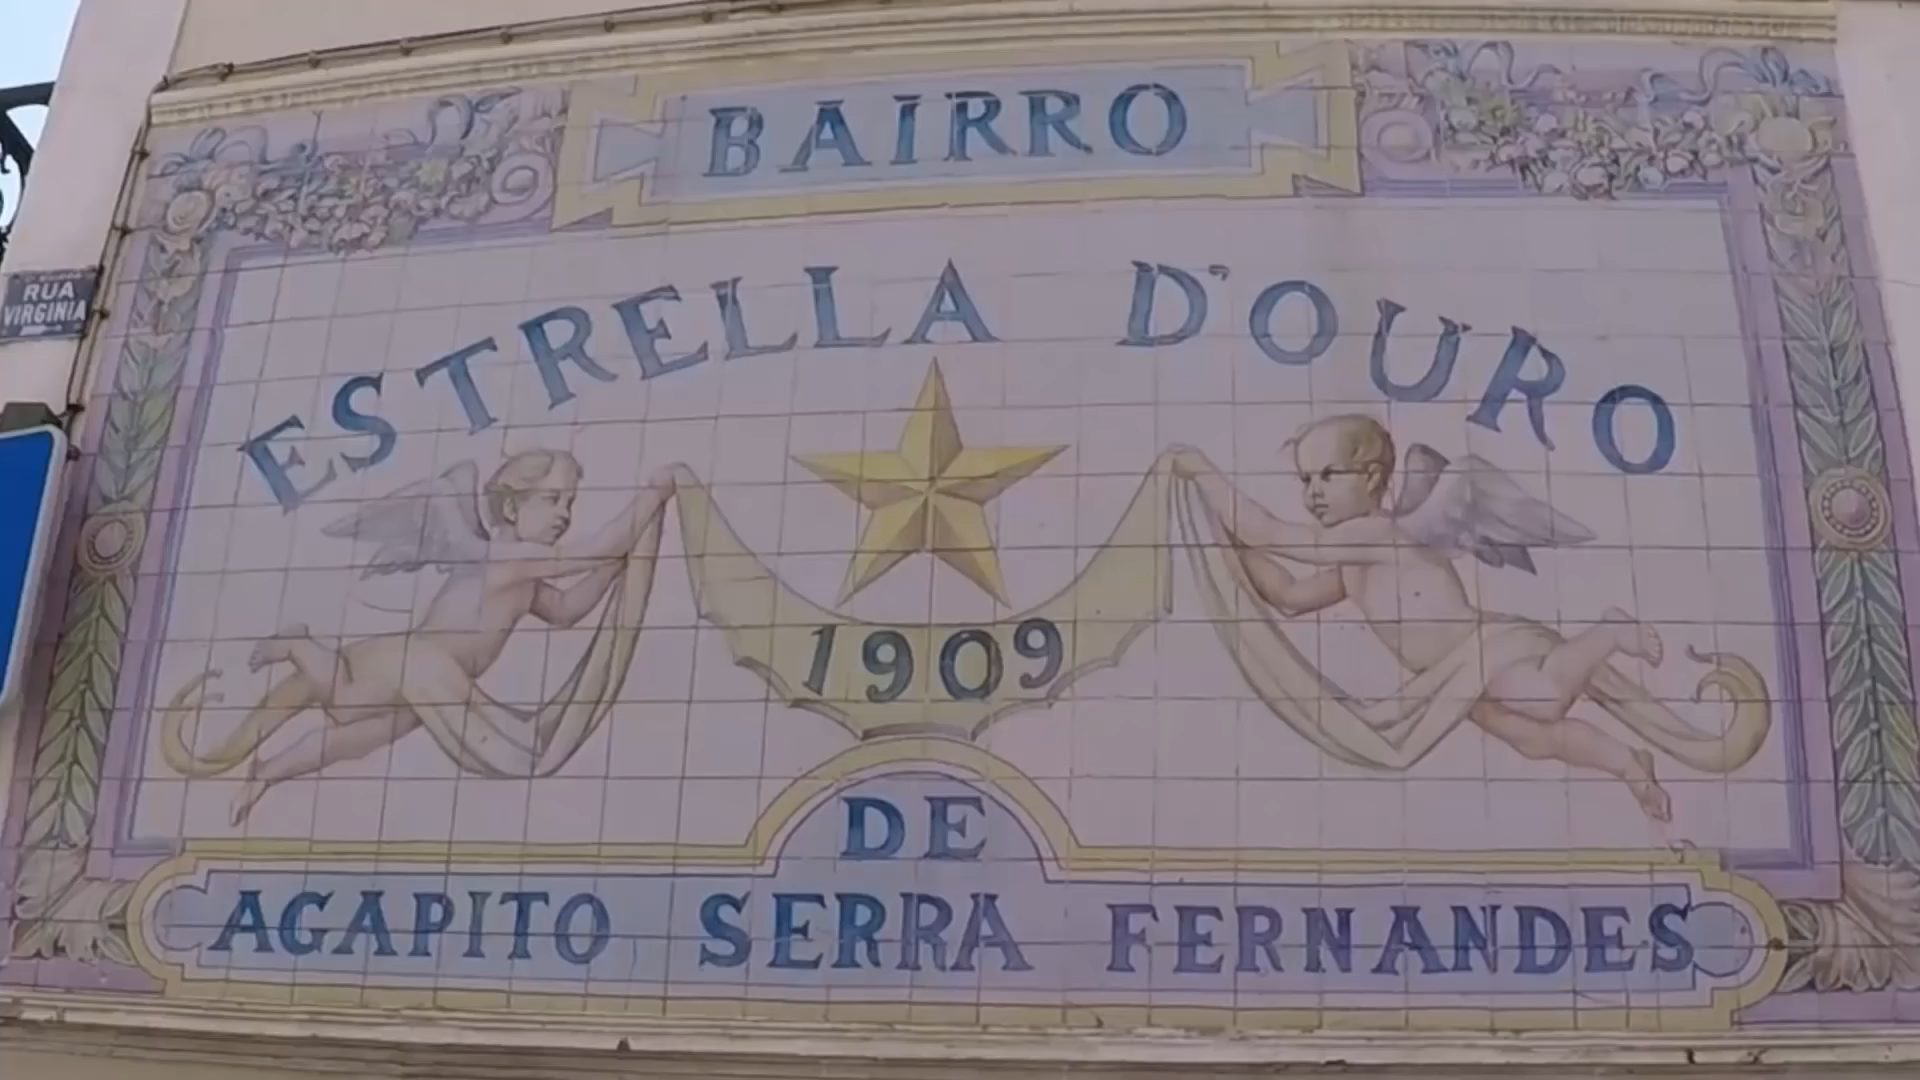 BAIRRO
ESTRELLA D'OURO
1909
DE
AGAPITO SERRA FERNANDES
RUA
VIRGINIA